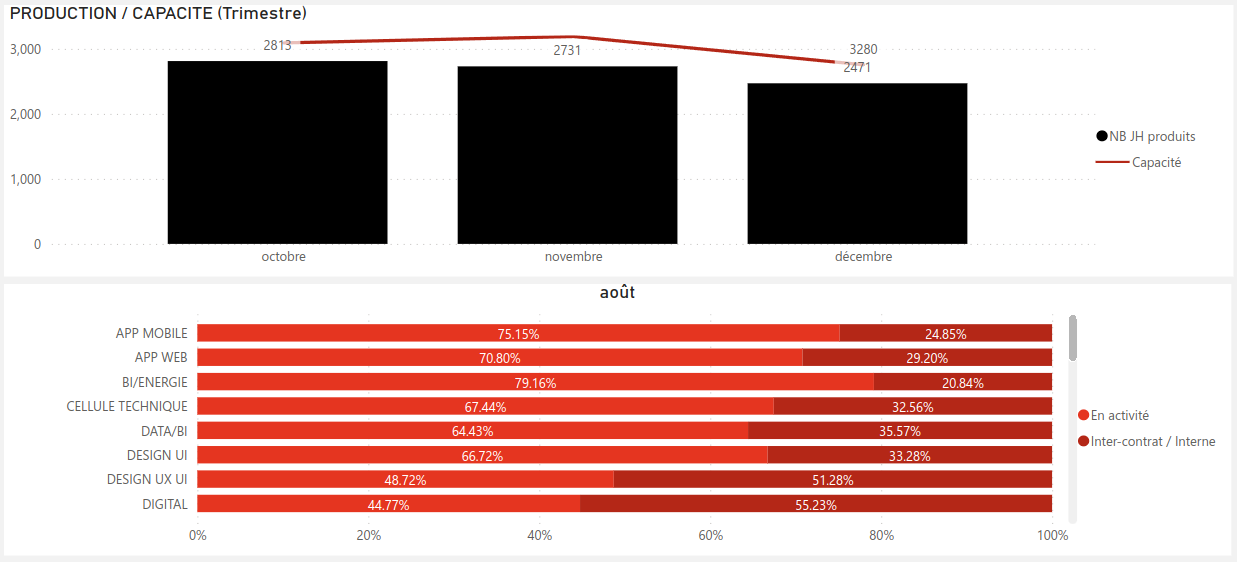 PRODUCTION / CAPACITE (Trimestre)
3,000
2,000
1,000
0
2813
2731
3280
2471
octobre
novembre
décembre
NB JH produits
Capacité
août
APP MOBILE 75.15% 24.85%
APP WEB 70.80% 29.20%
BI/ENERGIE 79.16% 20.84%
CELLULE TECHNIQUE 67.44% 32.56%
DATA/BI 64.43% 35.57%
DESIGN UI 66.72% 33.28%
DESIGN UX UI 48.72% 51.28%
DIGITAL 44.77% 55.23%
0% 20% 40% 60% 80% 100%
En activité
Inter-contrat / Interne